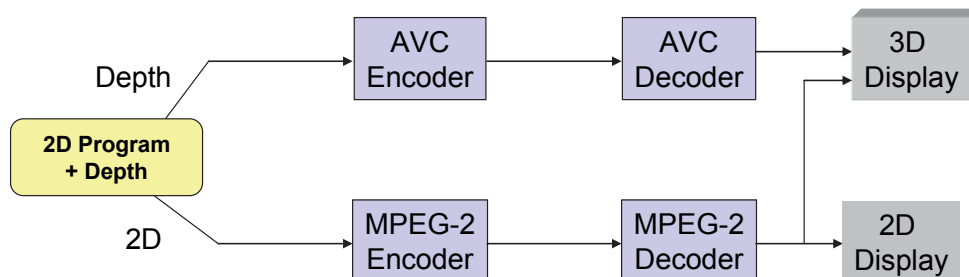 AVC
Encoder
AVC
Decoder
3D
Display
Depth
2D Program
+ Depth
2D
MPEG-2
Encoder
MPEG-2
Decoder
2D
Display